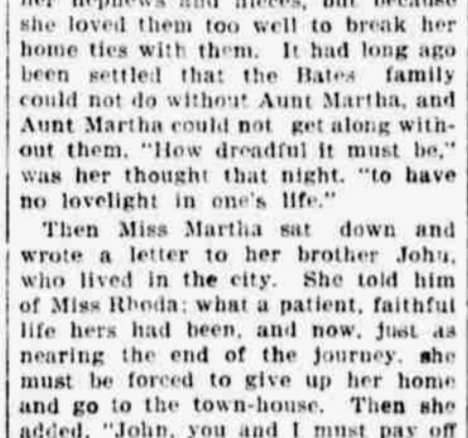 her nephews and nieces, but because
she loved them too well to break her
home ties with them. It had long ago
been settled that the Bates family
could not do without Aunt Martha, and
Aunt Martha could not get along with-
out them. "How dreadful it must be,"
was her thought that night. "to have
no lovelight in one's life."
Then Miss Martha sat down and
wrote a letter to her brother John,
who lived in the city. She told him
of Miss Rhoda; what a patient, faithful
life hers had been, and now, just as
nearing the end of the journey, she
must be forced to give up her home
and go to the town-house. Then she
added, "John, you and I must pay off